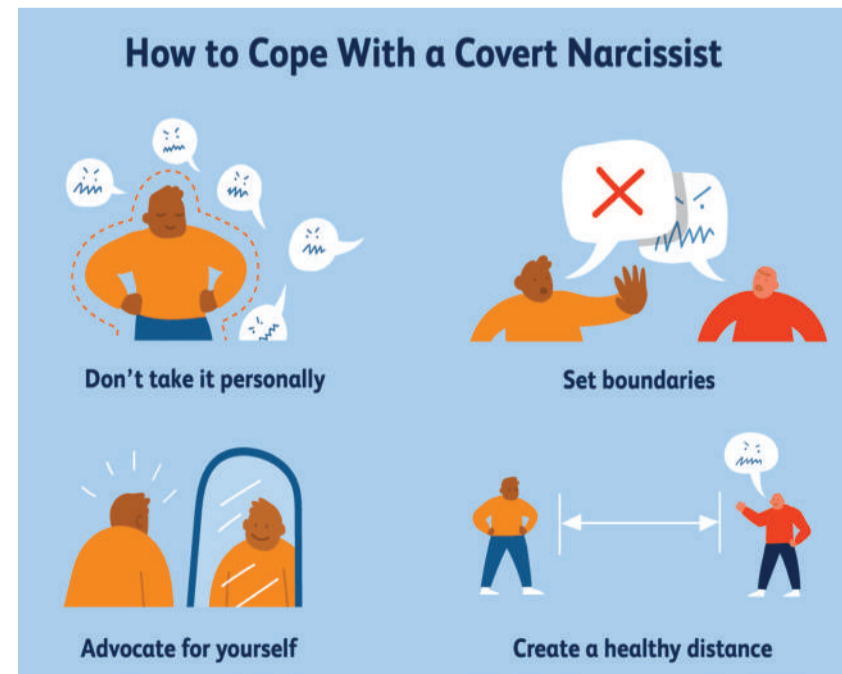 How to Cope With a Covert Narcissist
Don't take it personally
Set boundaries
Advocate for yourself
Create a healthy distance